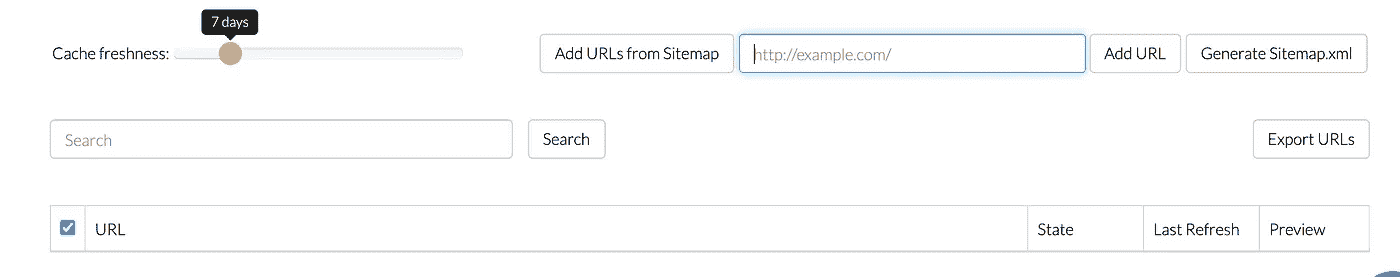 7 days
Cache freshness: Add URLs from Sitemap http://example.com/ Add URL Generate Sitemap.xml
Search Search Export URLs
URL State Last Refresh Preview